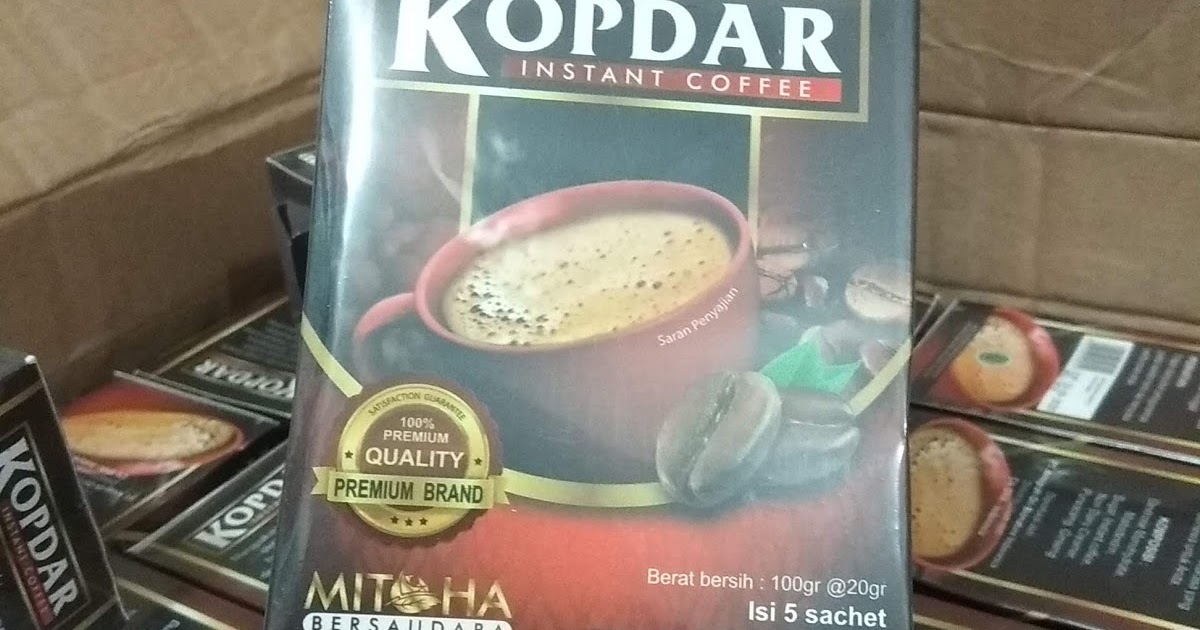 KOPDAR
INSTANT COFFEE
Saran Penyajian
SATISFACTION GUARANTEE
100%
PREMIUM
QUALITY
PREMIUM BRAND
MITOHA
BERSAUDARA
Berat bersih : 100gr @20gr
Isi 5 sachet
KOPDAR
INSTANT COFFEE
KOPDAR
KOPDAR